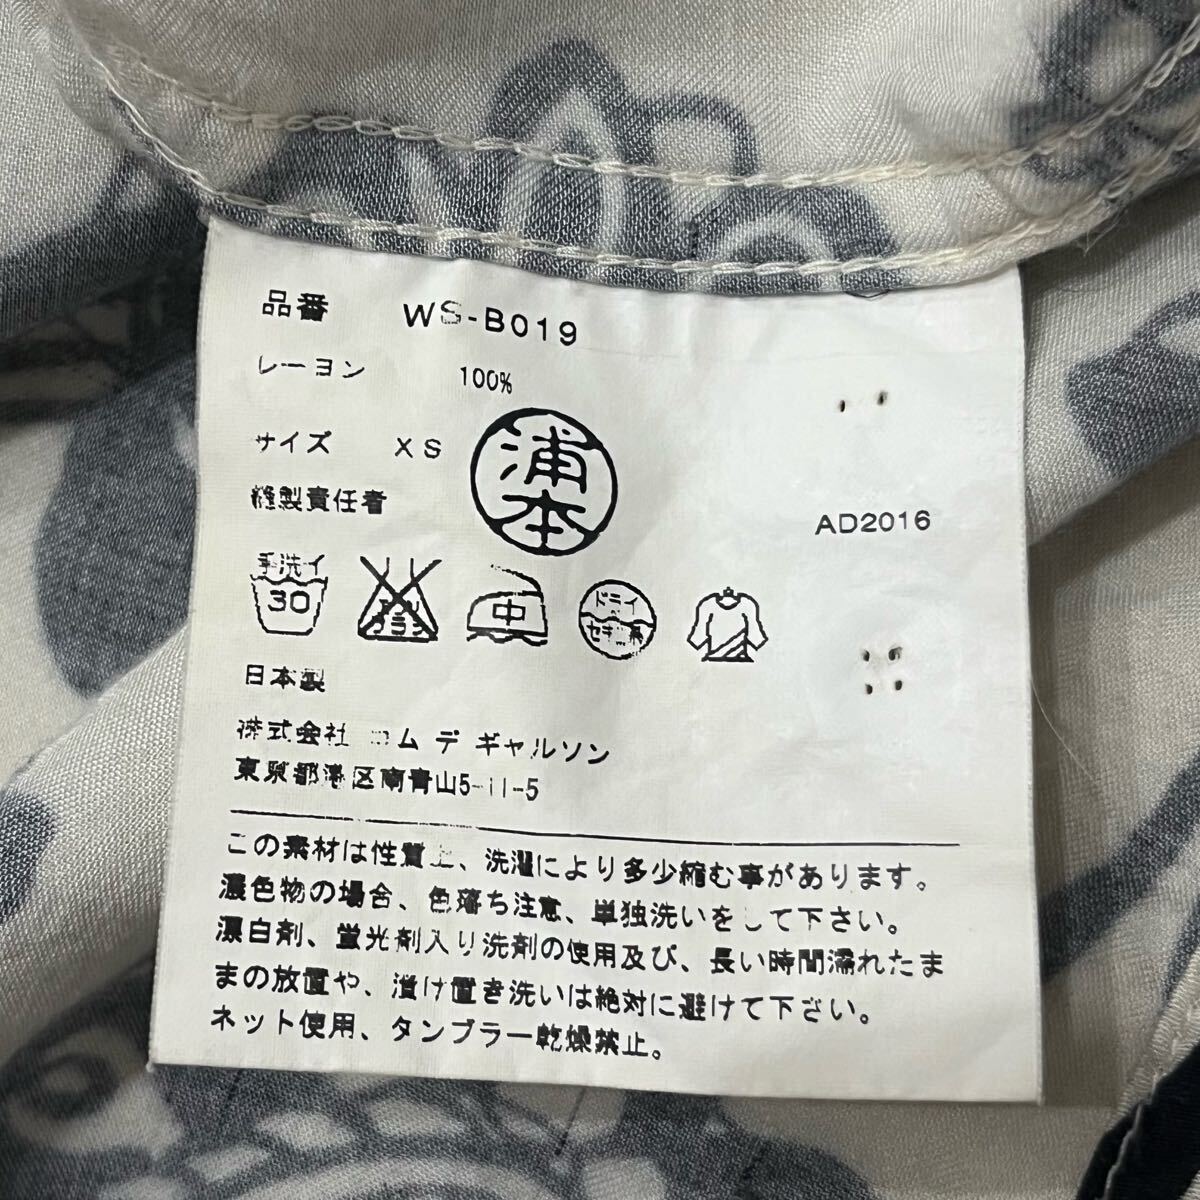 品番 WS-B019
レーヨン 100%
サイズ XS
縫製責任者 浦本
AD2016
手洗イ
30
エンソ
サラシ
中
ドライ
セキユ系
日本製
株式会社 コム デ ギャルソン
東京都港区南青山5-11-5
この素材は性質上、洗濯により多少縮む事があります。
濃色物の場合、色落ち注意、単独洗いをして下さい。
漂白剤、蛍光剤入り洗剤の使用及び、長い時間濡れたま
まの放置や、漬け置き洗いは絶対に避けて下さい。
ネット使用、タンブラー乾燥禁止。